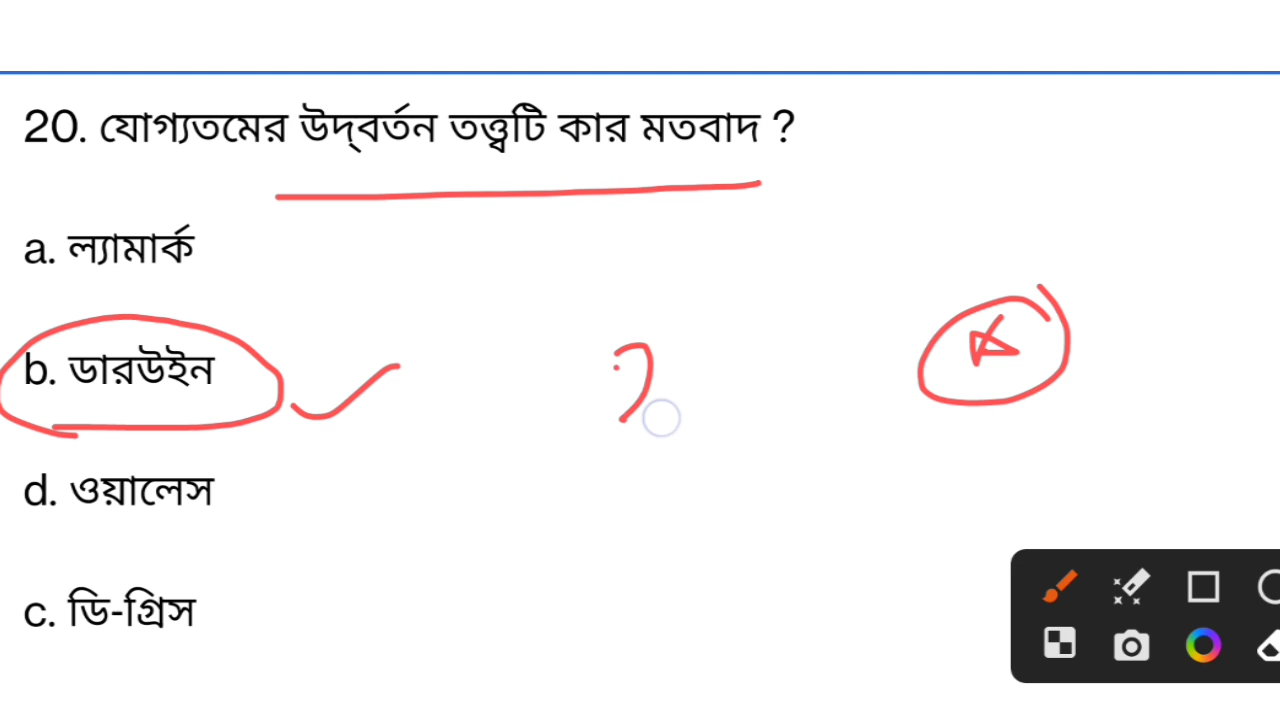 20. যোগ্যতমের উদ্‌বর্তন তত্ত্বটি কার মতবাদ ?
a. ল্যামার্ক
b. ডারউইন
d. ওয়ালেস
c. ডি-গ্রিস